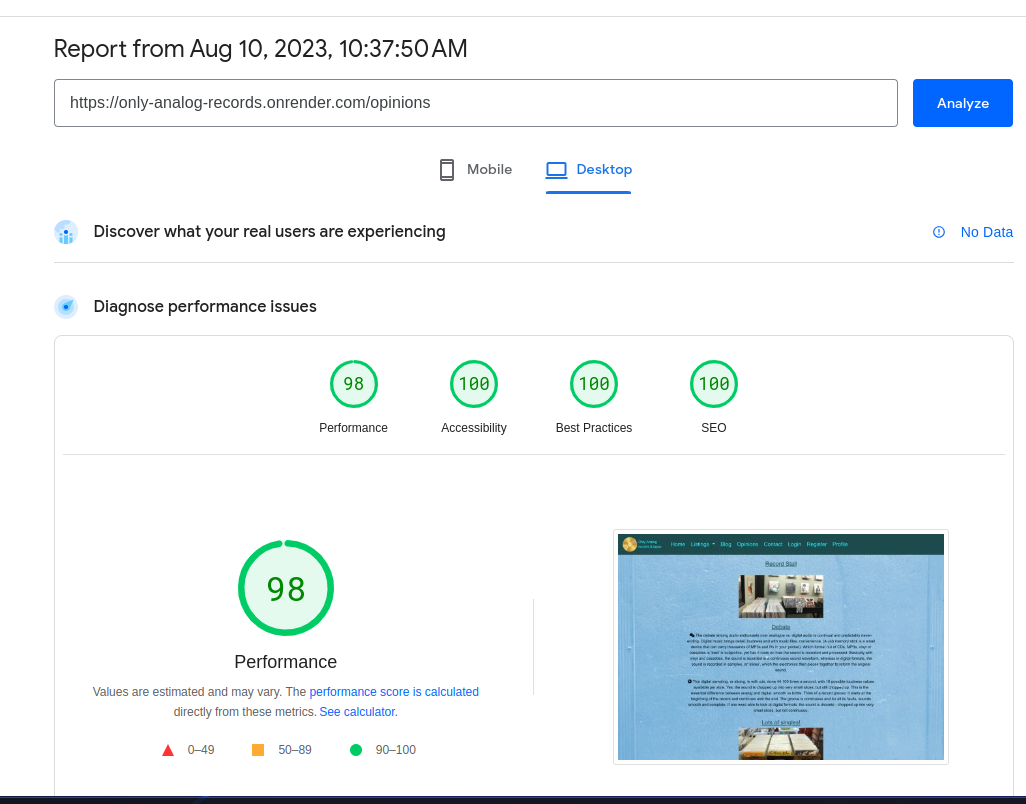 Report from Aug 10, 2023, 10:37:50 AM
https://only-analog-records.onrender.com/opinions
Analyze
Mobile
Desktop
Discover what your real users are experiencing
No Data
Diagnose performance issues
98
100
100
100
Performance
Accessibility
Best Practices
SEO
98
Performance
Values are estimated and may vary. The performance score is calculated
directly from these metrics. See calculator.
0–49
50–89
90–100
Home Listings Blog Opinions Contact Login Register Profile
Record Stall
Debate
Lots of singles!